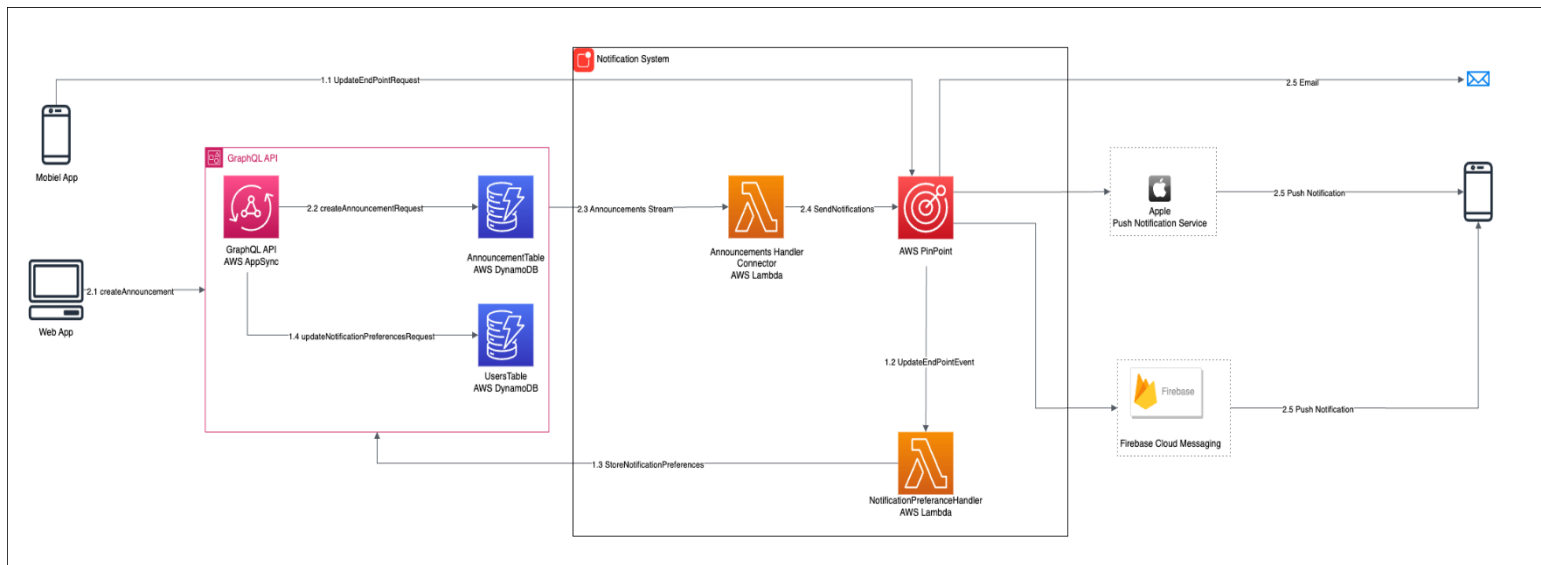 Notification System
1.1 UpdateEndPointRequest
2.5 Email
Mobiel App
GraphQL API
GraphQL API
AWS AppSync
2.2 createAnnouncementRequest
AnnouncementTable
AWS DynamoDB
2.3 Announcements Stream
Announcements Handler
Connector
AWS Lambda
2.4 SendNotifications
AWS PinPoint
Apple
Push Notification Service
2.5 Push Notification
2.1 createAnnouncement
Web App
1.4 updateNotificationPreferencesRequest
UsersTable
AWS DynamoDB
1.2 UpdateEndPointEvent
Firebase
Firebase Cloud Messaging
2.5 Push Notification
1.3 StoreNotificationPreferences
NotificationPreferanceHandler
AWS Lambda